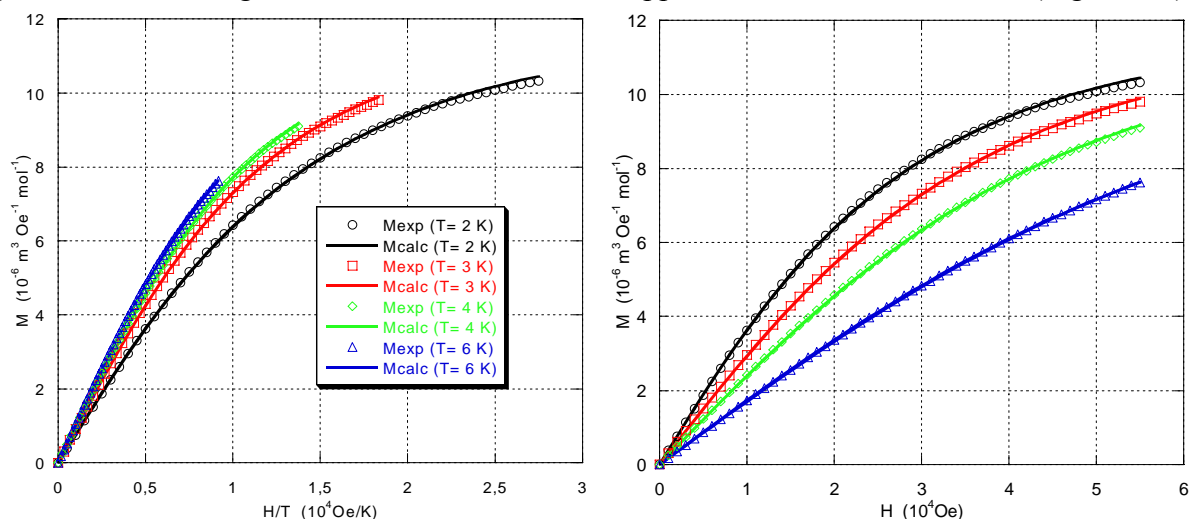 12
10
8
6
4
2
0
M (10-6 m3 Oe-1 mol-1)
0 0,5 1 1,5 2 2,5 3
H/T (104Oe/K)
Mexp (T= 2 K)
Mcalc (T= 2 K)
Mexp (T= 3 K)
Mcalc (T= 3 K)
Mexp (T= 4 K)
Mcalc (T= 4 K)
Mexp (T= 6 K)
Mcalc (T= 6 K)
12
10
8
6
4
2
0
M (10-6 m3 Oe-1 mol-1)
0 1 2 3 4 5 6
H (104Oe)